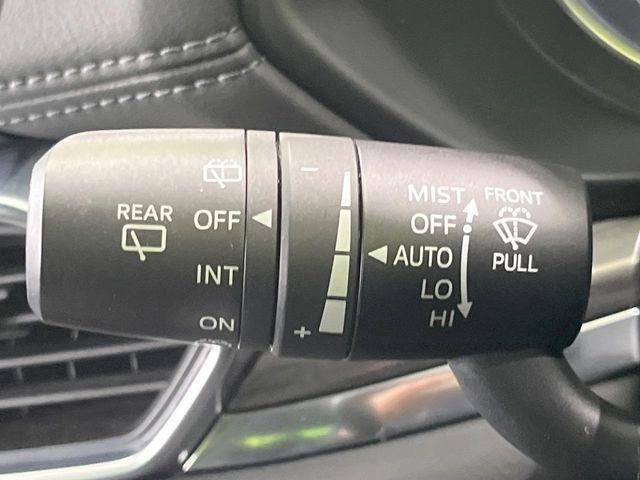 REAR
OFF
INT
ON
−
+
MIST
OFF
AUTO
LO
HI
FRONT
PULL